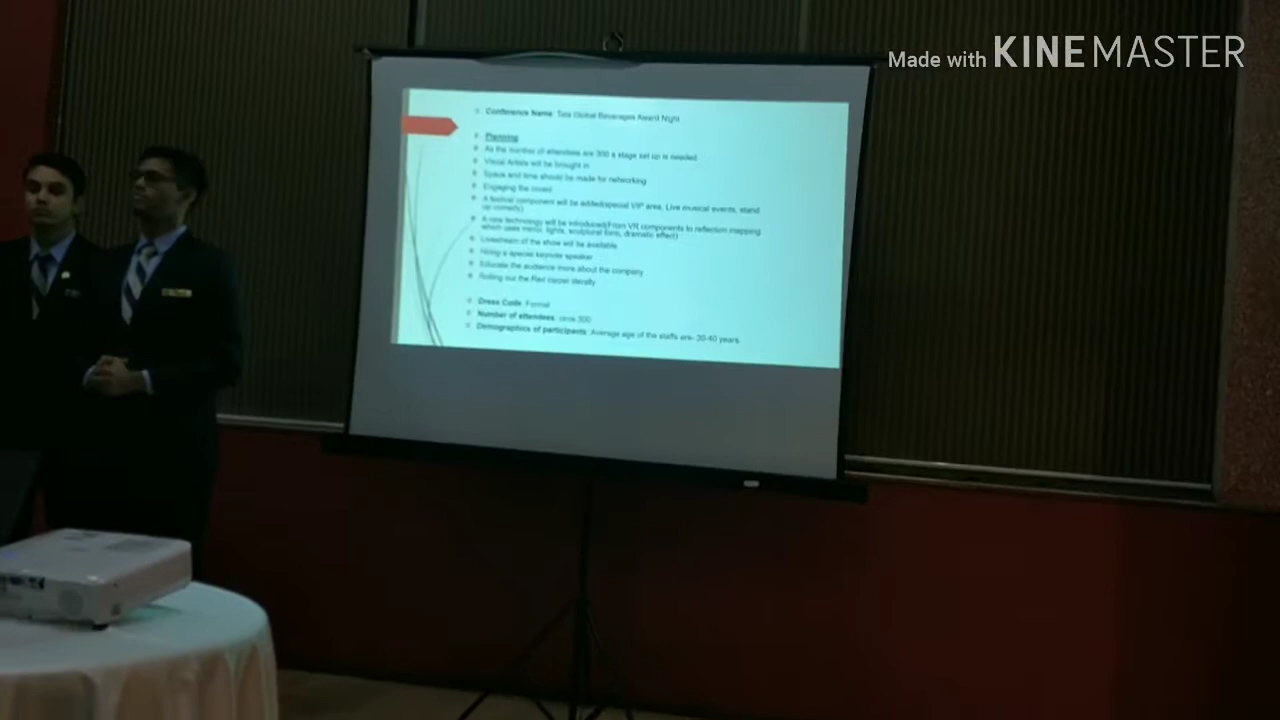 Made with KINEMASTER
Conference Name: Tata Global Beverages Award Night
Planning
As the number of attendees are 300 a stage set up is needed
Visual Artists will be brought in
Space and time should be made for networking
Engaging the crowd
A festival component will be added(special VIP area, Live musical events, stand
up comedy)
A new technology will be introduced(From VR components to reflection mapping
which uses mirror, lights, sculptural form, dramatic effect)
Livestream of the show will be available
Hiring a special keynote speaker
Educate the audience more about the company
Rolling out the Red carpet literally
Dress Code: Formal
Number of attendees: circa 300
Demographics of participants: Average age of the staffs are- 30-40 years